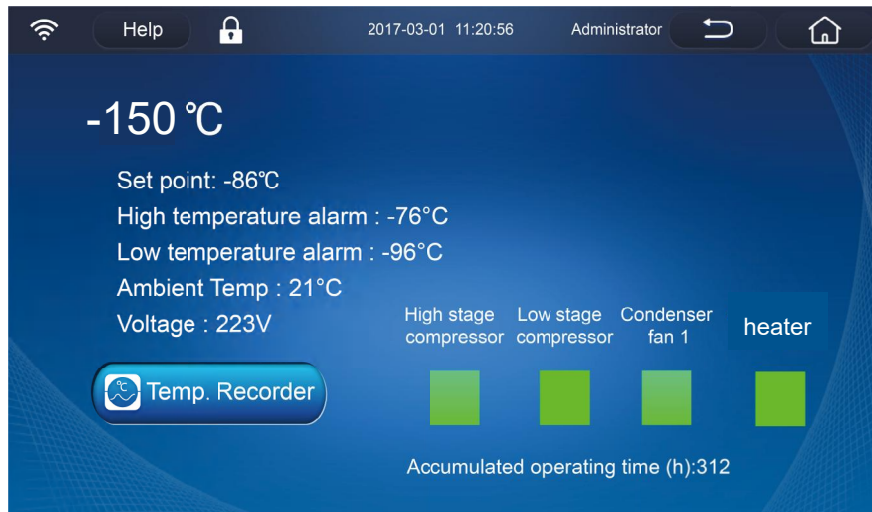 Help 2017-03-01 11:20:56 Administrator
-150 ℃
Set point: -86℃
High temperature alarm : -76°C
Low temperature alarm : -96°C
Ambient Temp : 21°C
Voltage : 223V
High stage compressor
Low stage compressor
Condenser fan 1
heater
℃
Temp. Recorder
Accumulated operating time (h):312